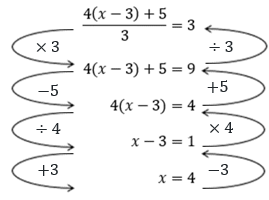 4(x − 3) + 5 / 3 = 3
× 3 ÷ 3
4(x − 3) + 5 = 9
−5 +5
4(x − 3) = 4
÷ 4 × 4
x − 3 = 1
+3 −3
x = 4